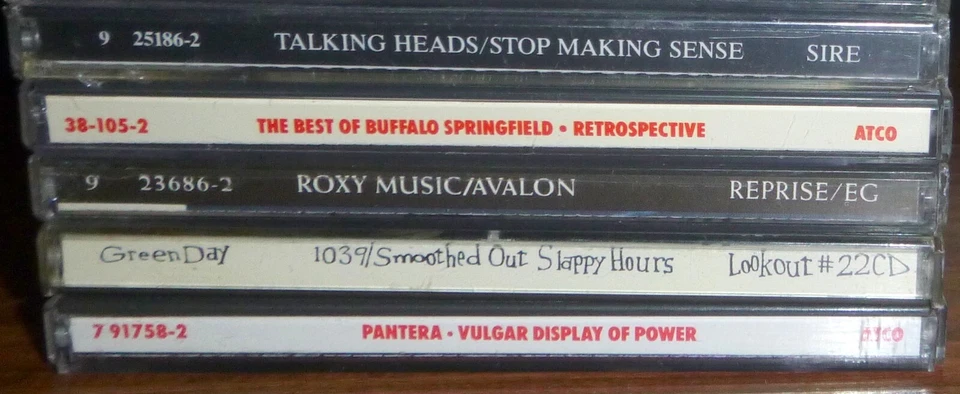 9 25186-2 TALKING HEADS/STOP MAKING SENSE SIRE
38-105-2 THE BEST OF BUFFALO SPRINGFIELD • RETROSPECTIVE ATCO
9 23686-2 ROXY MUSIC/AVALON REPRISE/EG
Green Day 1039/Smoothed Out Slappy Hours Lookout #22CD
7 91758-2 PANTERA • VULGAR DISPLAY OF POWER